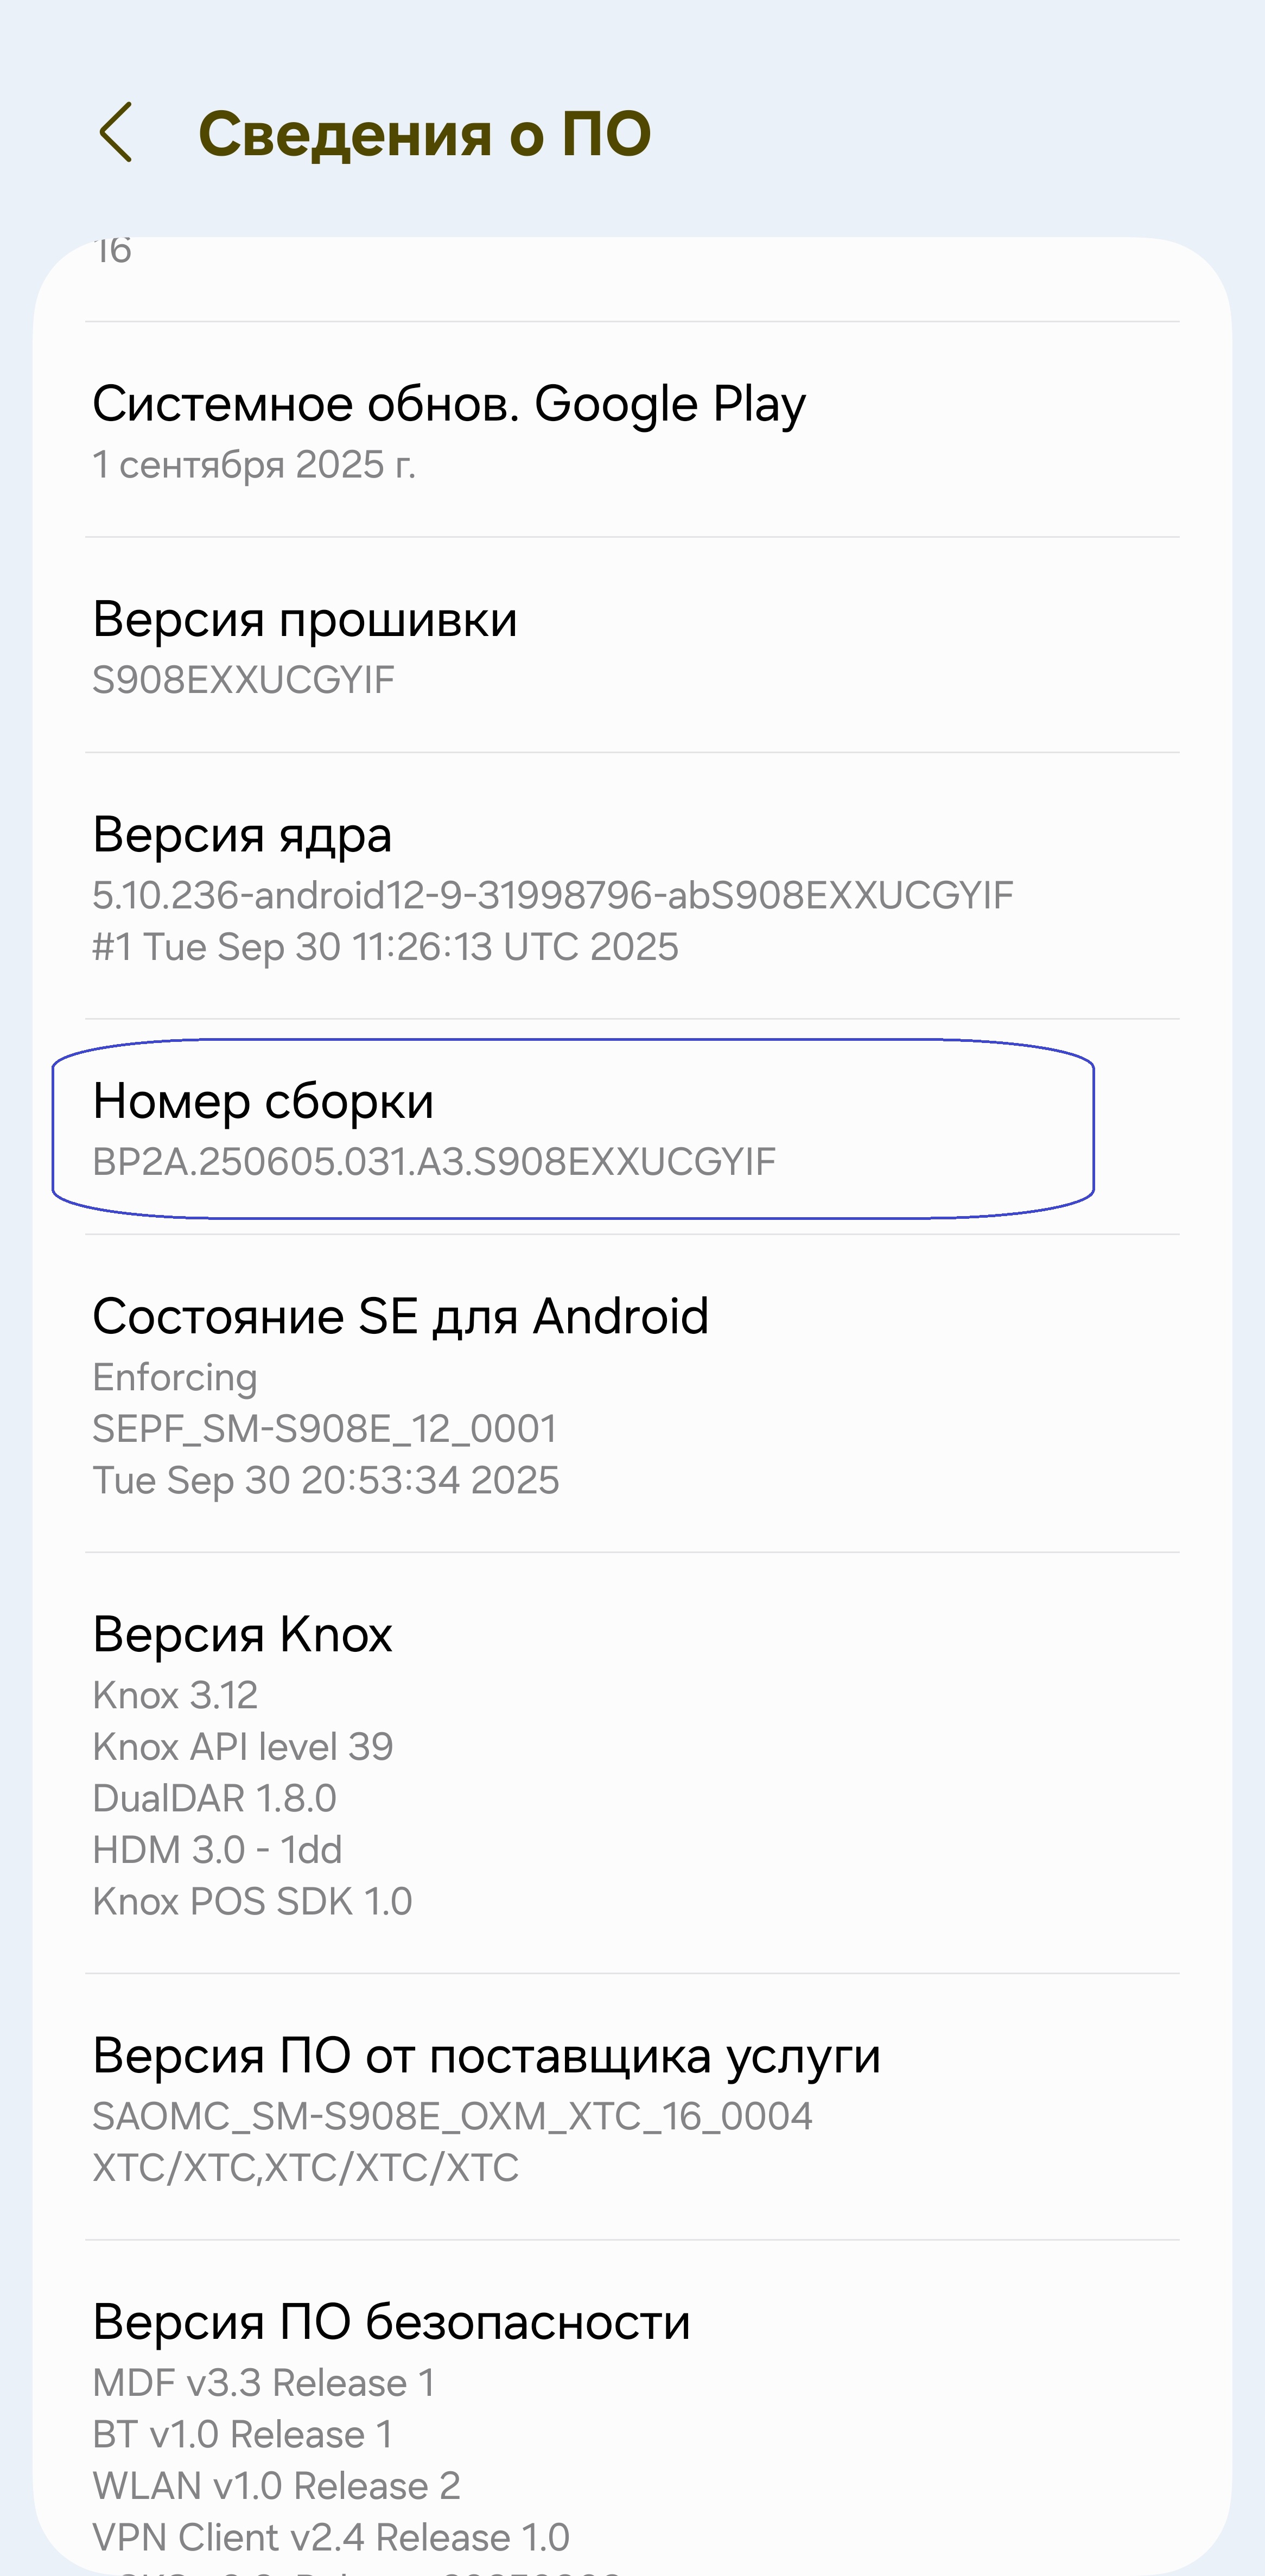 Сведения о ПО
16
Системное обнов. Google Play
1 сентября 2025 г.
Версия прошивки
S908EXXUCGYIF
Версия ядра
5.10.236-android12-9-31998796-abS908EXXUCGYIF
#1 Tue Sep 30 11:26:13 UTC 2025
Номер сборки
BP2A.250605.031.A3.S908EXXUCGYIF
Состояние SE для Android
Enforcing
SEPF_SM-S908E_12_0001
Tue Sep 30 20:53:34 2025
Версия Knox
Knox 3.12
Knox API level 39
DualDAR 1.8.0
HDM 3.0 - 1dd
Knox POS SDK 1.0
Версия ПО от поставщика услуги
SAOMC_SM-S908E_OXM_XTC_16_0004
XTC/XTC,XTC/XTC/XTC
Версия ПО безопасности
MDF v3.3 Release 1
BT v1.0 Release 1
WLAN v1.0 Release 2
VPN Client v2.4 Release 1.0